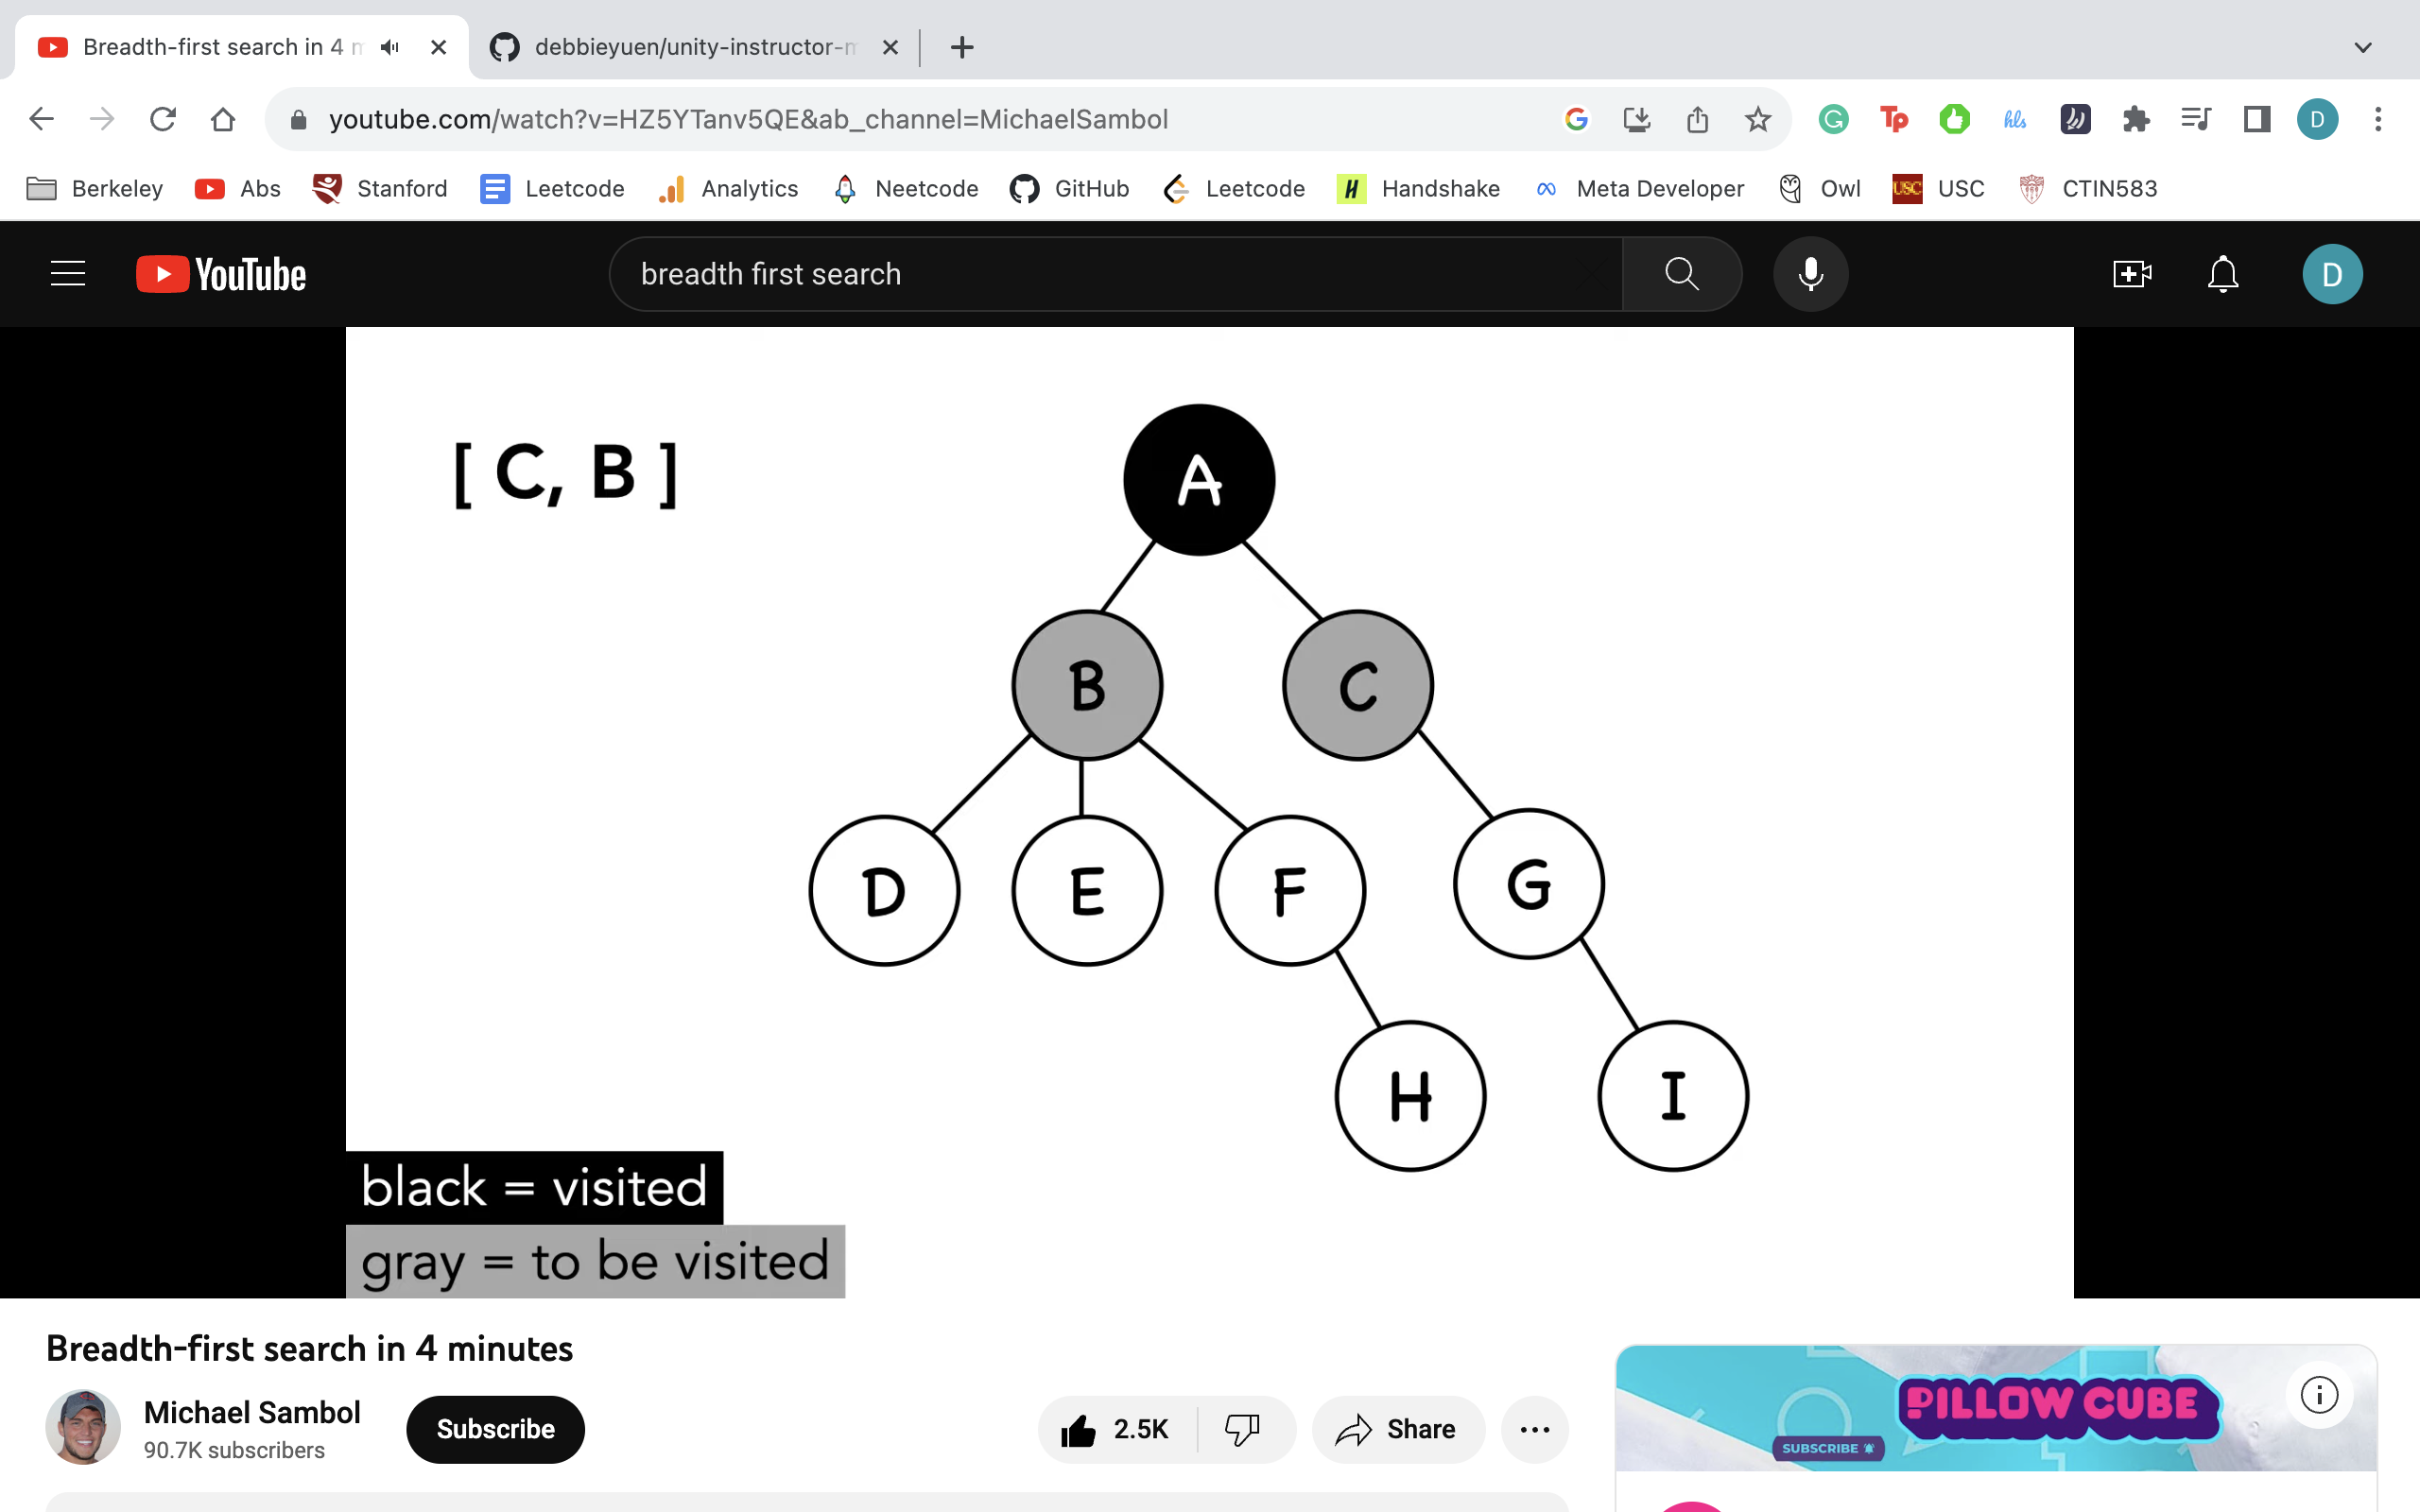 Breadth-first search in 4 m
debbieyuen/unity-instructor-m
youtube.com/watch?v=HZ5YTanv5QE&ab_channel=MichaelSambol
Berkeley Abs Stanford Leetcode Analytics Neetcode GitHub Leetcode Handshake Meta Developer Owl USC CTIN583
YouTube
breadth first search
D
[ C, B ]
A
B C
D E F G
H I
black = visited
gray = to be visited
Breadth-first search in 4 minutes
Michael Sambol
90.7K subscribers
Subscribe
2.5K
Share
PILLOW CUBE
SUBSCRIBE